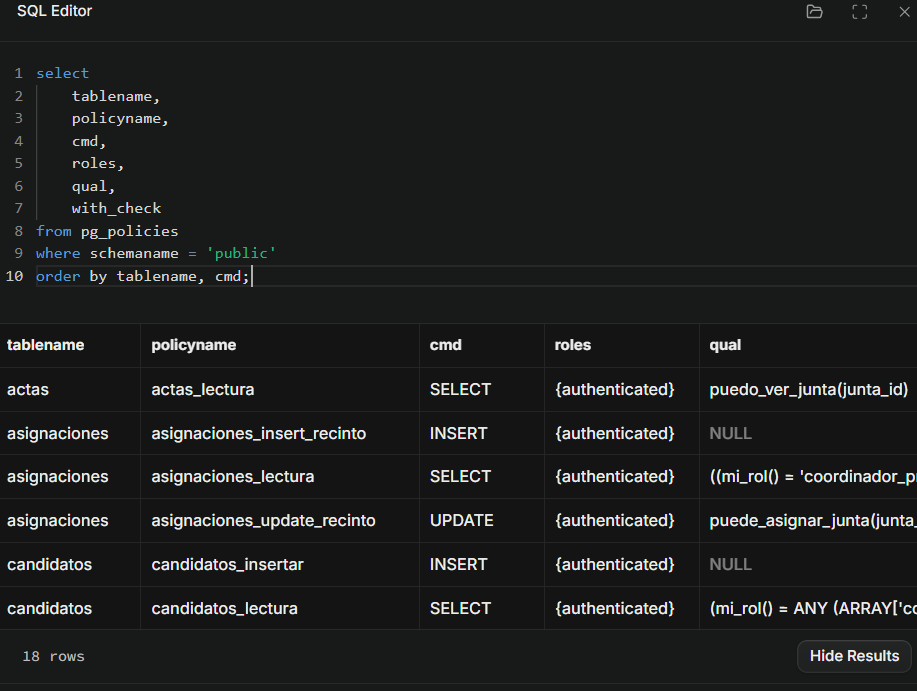 SQL Editor
1 select
2 tablename,
3 policyname,
4 cmd,
5 roles,
6 qual,
7 with_check
8 from pg_policies
9 where schemaname = 'public'
10 order by tablename, cmd;
tablename policyname cmd roles qual
actas actas_lectura SELECT {authenticated} puedo_ver_junta(junta_id)
asignaciones asignaciones_insert_recinto INSERT {authenticated} NULL
asignaciones asignaciones_lectura SELECT {authenticated} ((mi_rol() = 'coordinador_pr
asignaciones asignaciones_update_recinto UPDATE {authenticated} puede_asignar_junta(junta_
candidatos candidatos_insertar INSERT {authenticated} NULL
candidatos candidatos_lectura SELECT {authenticated} (mi_rol() = ANY (ARRAY['co
18 rows Hide Results